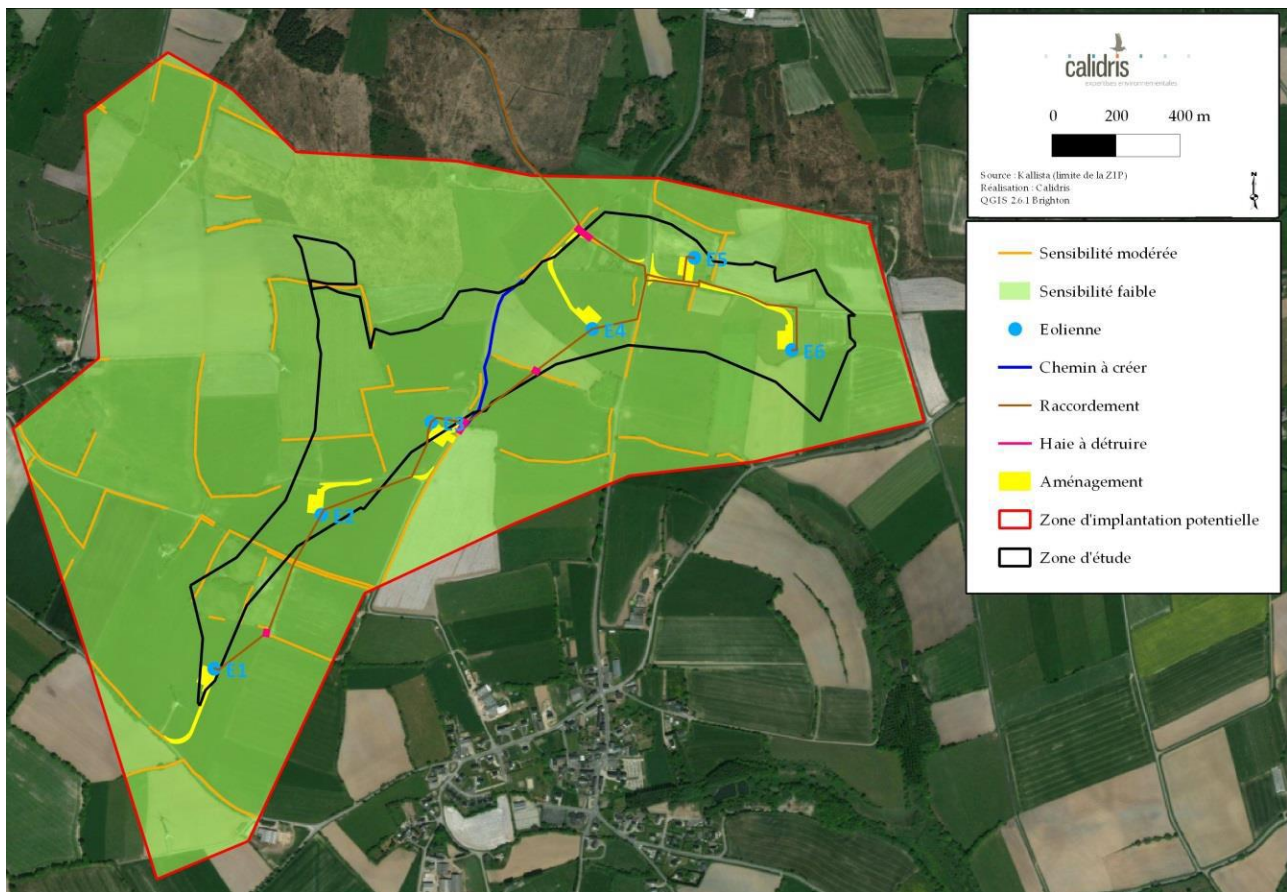 calidris
expertises environnementales
0 200 400 m
Source : Kallista (limite de la ZIP)
Réalisation : Calidris
QGIS 2.6.1 Brighton
N
Sensibilité modérée
Sensibilité faible
Eolienne
Chemin à créer
Raccordement
Haie à détruire
Aménagement
Zone d'implantation potentielle
Zone d'étude
E5
E4
E6
E3
E2
E1